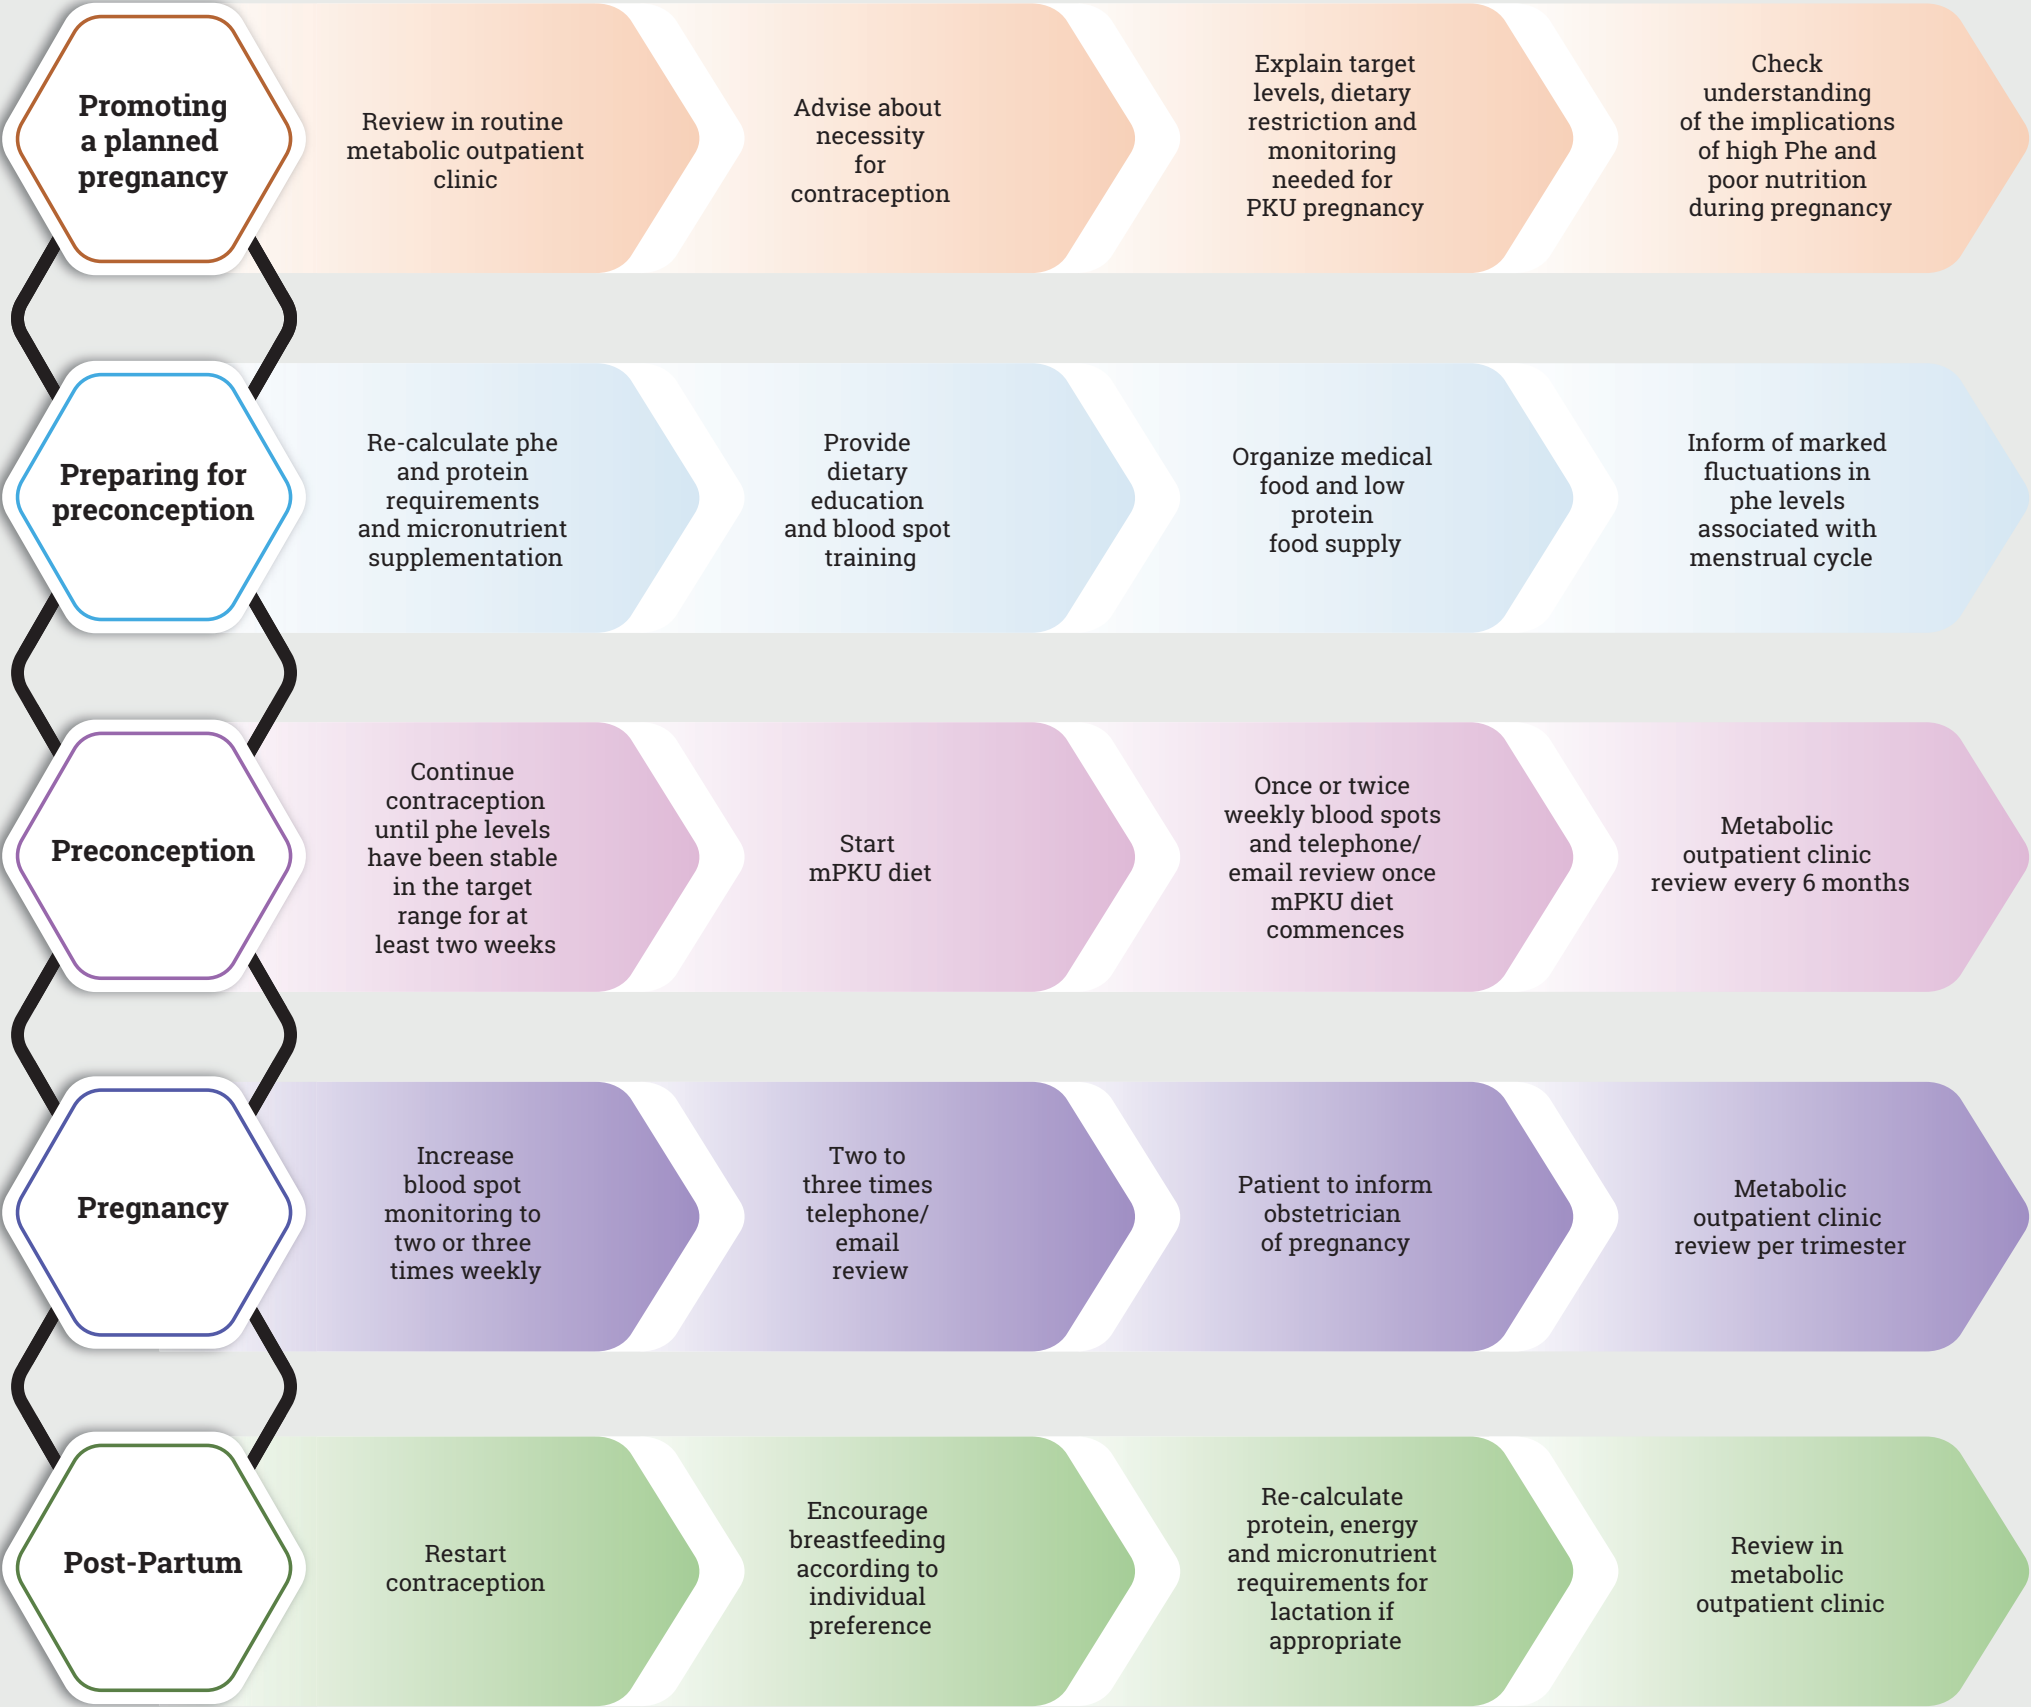 Promoting
a planned
pregnancy
Review in routine
metabolic outpatient
clinic
Advise about
necessity
for
contraception
Explain target
levels, dietary
restriction and
monitoring
needed for
PKU pregnancy
Check
understanding
of the implications
of high Phe and
poor nutrition
during pregnancy
Preparing for
preconception
Re-calculate phe
and protein
requirements
and micronutrient
supplementation
Provide
dietary
education
and blood spot
training
Organize medical
food and low
protein
food supply
Inform of marked
fluctuations in
phe levels
associated with
menstrual cycle
Preconception
Continue
contraception
until phe levels
have been stable
in the target
range for at
least two weeks
Start
mPKU diet
Once or twice
weekly blood spots
and telephone/
email review once
mPKU diet
commences
Metabolic
outpatient clinic
review every 6 months
Pregnancy
Increase
blood spot
monitoring to
two or three
times weekly
Two to
three times
telephone/
email
review
Patient to inform
obstetrician
of pregnancy
Metabolic
outpatient clinic
review per trimester
Post-Partum
Restart
contraception
Encourage
breastfeeding
according to
individual
preference
Re-calculate
protein, energy
and micronutrient
requirements for
lactation if
appropriate
Review in
metabolic
outpatient clinic